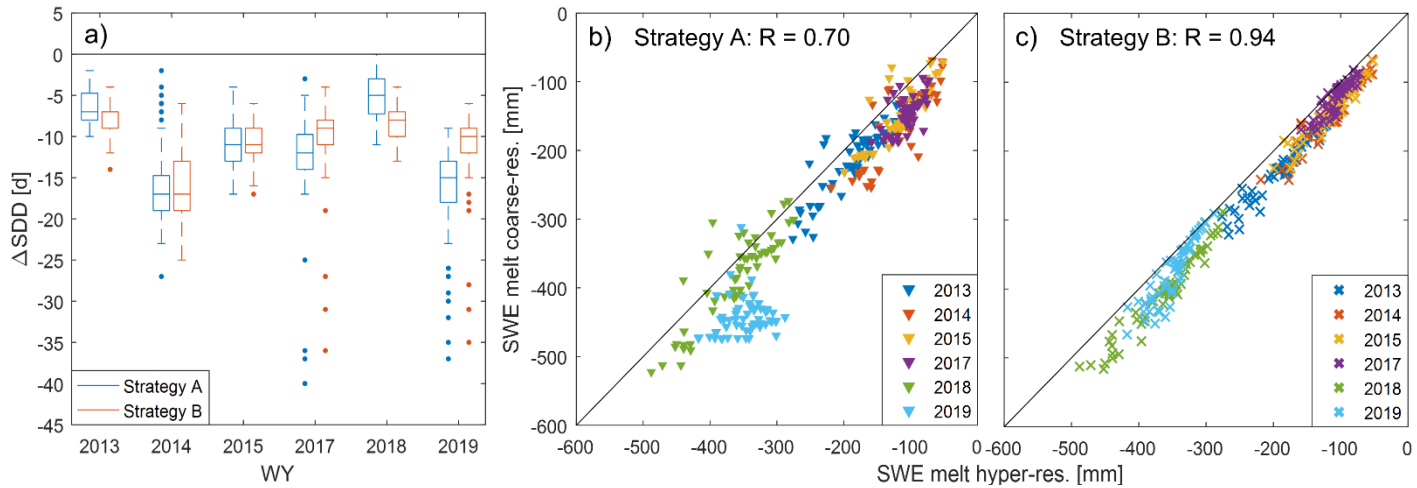 a)
ΔSDD [d]
5
0
-5
-10
-15
-20
-25
-30
-35
-40
-45
Strategy A
Strategy B
2013 2014 2015 2017 2018 2019
WY
b) Strategy A: R = 0.70
SWE melt coarse-res. [mm]
0
-100
-200
-300
-400
-500
-600
2013
2014
2015
2017
2018
2019
-600 -500 -400 -300 -200 -100 0
c) Strategy B: R = 0.94
2013
2014
2015
2017
2018
2019
-600 -500 -400 -300 -200 -100 0
SWE melt hyper-res. [mm]